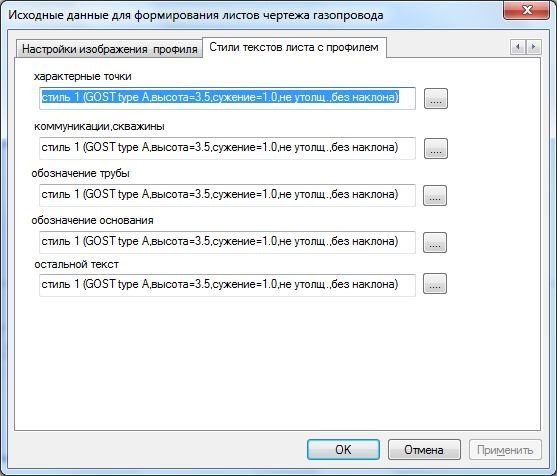 Исходные данные для формирования листов чертежа газопровода
Настройки изображения профиля Стили текстов листа с профилем
характерные точки
стиль 1 (GOST type A,высота=3.5,сужение=1.0,не утолщ.,без наклона) ....
коммуникации,скважины
стиль 1 (GOST type A,высота=3.5,сужение=1.0,не утолщ.,без наклона) ....
обозначение трубы
стиль 1 (GOST type A,высота=3.5,сужение=1.0,не утолщ.,без наклона) ....
обозначение основания
стиль 1 (GOST type A,высота=3.5,сужение=1.0,не утолщ.,без наклона) ....
остальной текст
стиль 1 (GOST type A,высота=3.5,сужение=1.0,не утолщ.,без наклона) ....
OK Отмена Применить